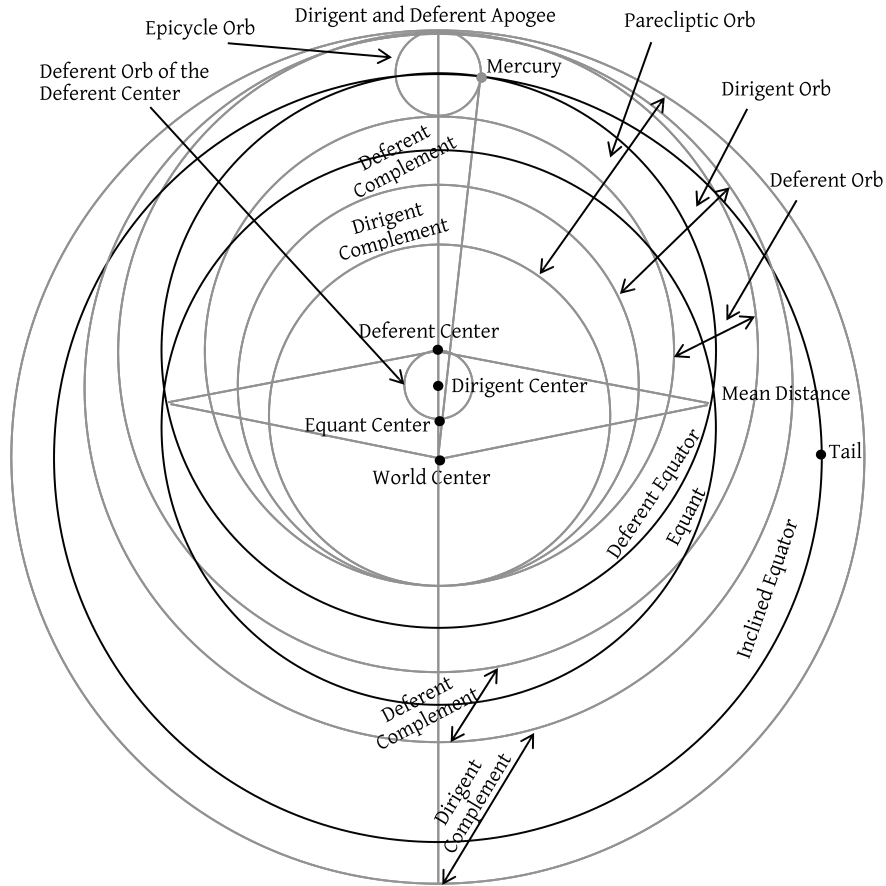 Dirigent and Deferent Apogee
Epicycle Orb
Parecliptic Orb
Deferent Orb of the
Deferent Center
Mercury
Dirigent Orb
Deferent
Complement
Deferent Orb
Dirigent
Complement
Deferent Center
Dirigent Center
Mean Distance
Equant Center
Tail
World Center
Deferent Equator
Equant
Inclined Equator
Deferent
Complement
Dirigent
Complement